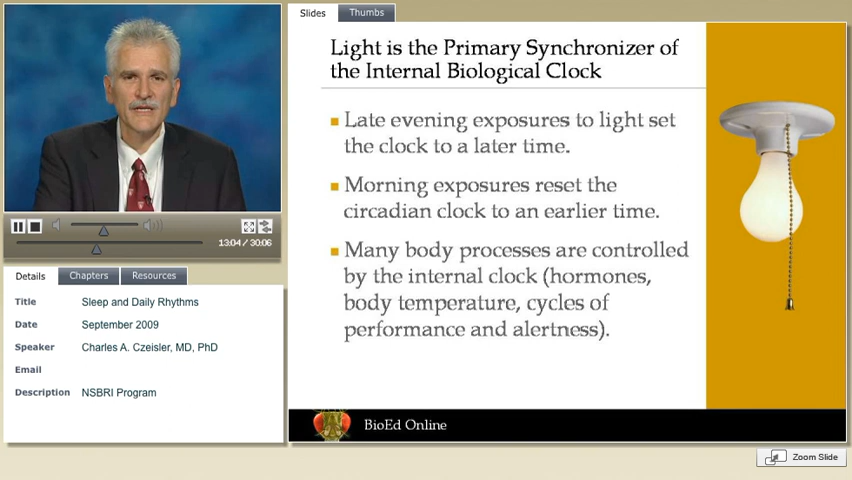 Slides
Thumbs
Light is the Primary Synchronizer of
the Internal Biological Clock
Late evening exposures to light set
the clock to a later time.
Morning exposures reset the
circadian clock to an earlier time.
Many body processes are controlled
by the internal clock (hormones,
body temperature, cycles of
performance and alertness).
BioEd Online
Zoom Slide
13:04 / 30:06
Details
Chapters
Resources
Title Sleep and Daily Rhythms
Date September 2009
Speaker Charles A. Czeisler, MD, PhD
Email
Description NSBRI Program